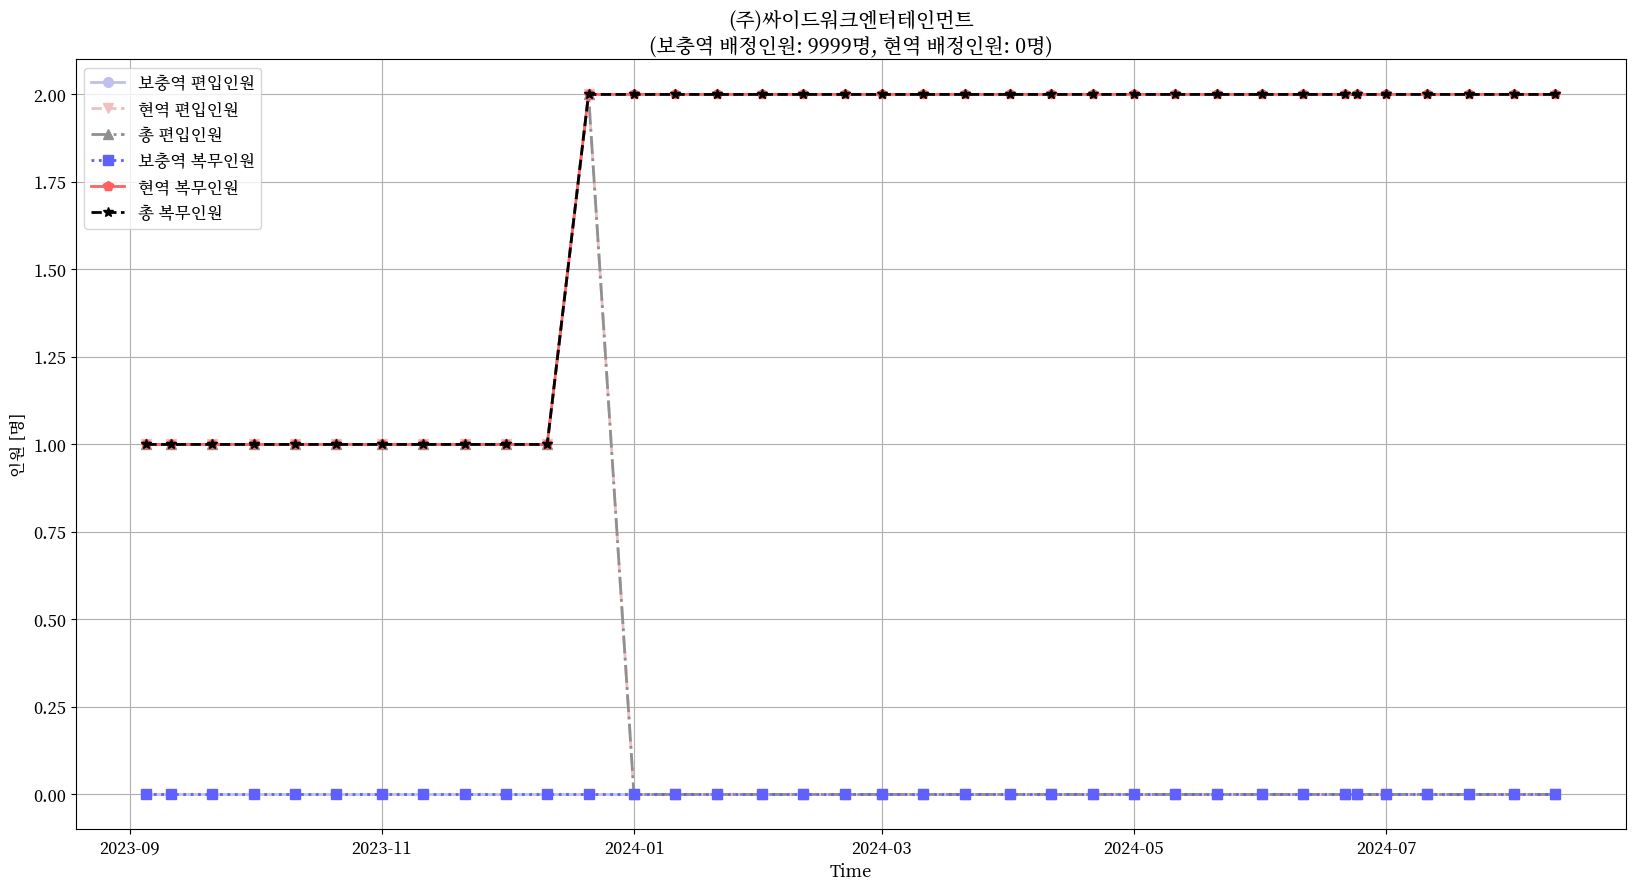 (주)싸이드워크엔터테인먼트
(보충역 배정인원: 9999명, 현역 배정인원: 0명)
보충역 편입인원
현역 편입인원
총 편입인원
보충역 복무인원
현역 복무인원
총 복무인원
2.00
1.75
1.50
1.25
1.00
0.75
0.50
0.25
0.00
인원 [명]
2023-09
2023-11
2024-01
2024-03
2024-05
2024-07
Time